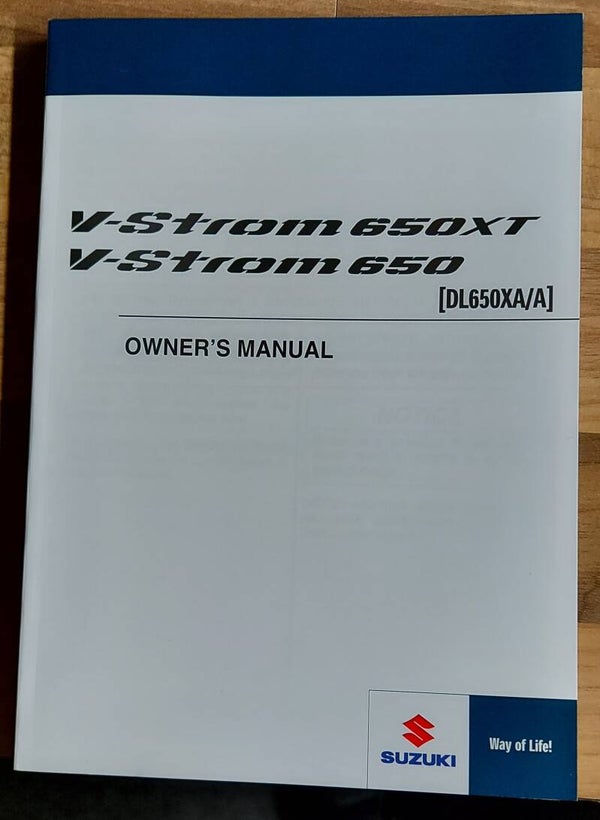 V-Strom 650XT
V-Strom 650
[DL650XA/A]
OWNER'S MANUAL
SUZUKI
Way of Life!